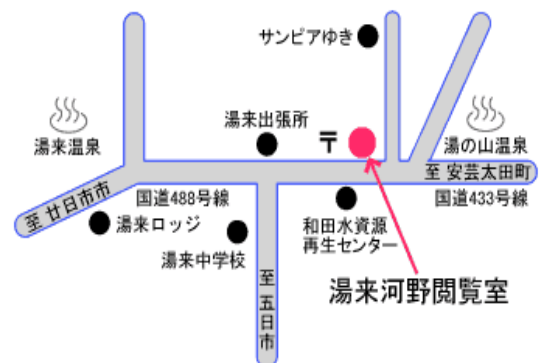 サンピアゆき
湯来温泉
湯来出張所
〒
湯の山温泉
至 安芸太田町
至 廿日市市
国道488号線
国道433号線
湯来ロッジ
湯来中学校
和田水資源
再生センター
至 五日市
湯来河野閲覧室